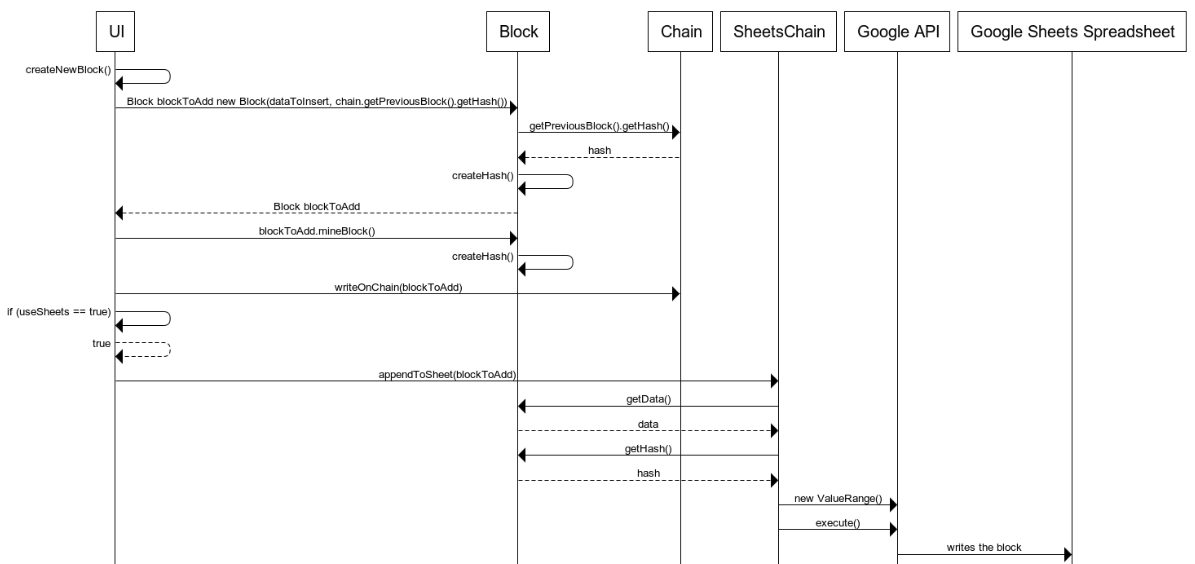 UI
Block
Chain
SheetsChain
Google API
Google Sheets Spreadsheet
createNewBlock()
Block blockToAdd new Block(dataToInsert, chain.getPreviousBlock().getHash())
getPreviousBlock().getHash()
hash
createHash()
Block blockToAdd
blockToAdd.mineBlock()
createHash()
writeOnChain(blockToAdd)
if (useSheets == true)
true
appendToSheet(blockToAdd)
getData()
data
getHash()
hash
new ValueRange()
execute()
writes the block